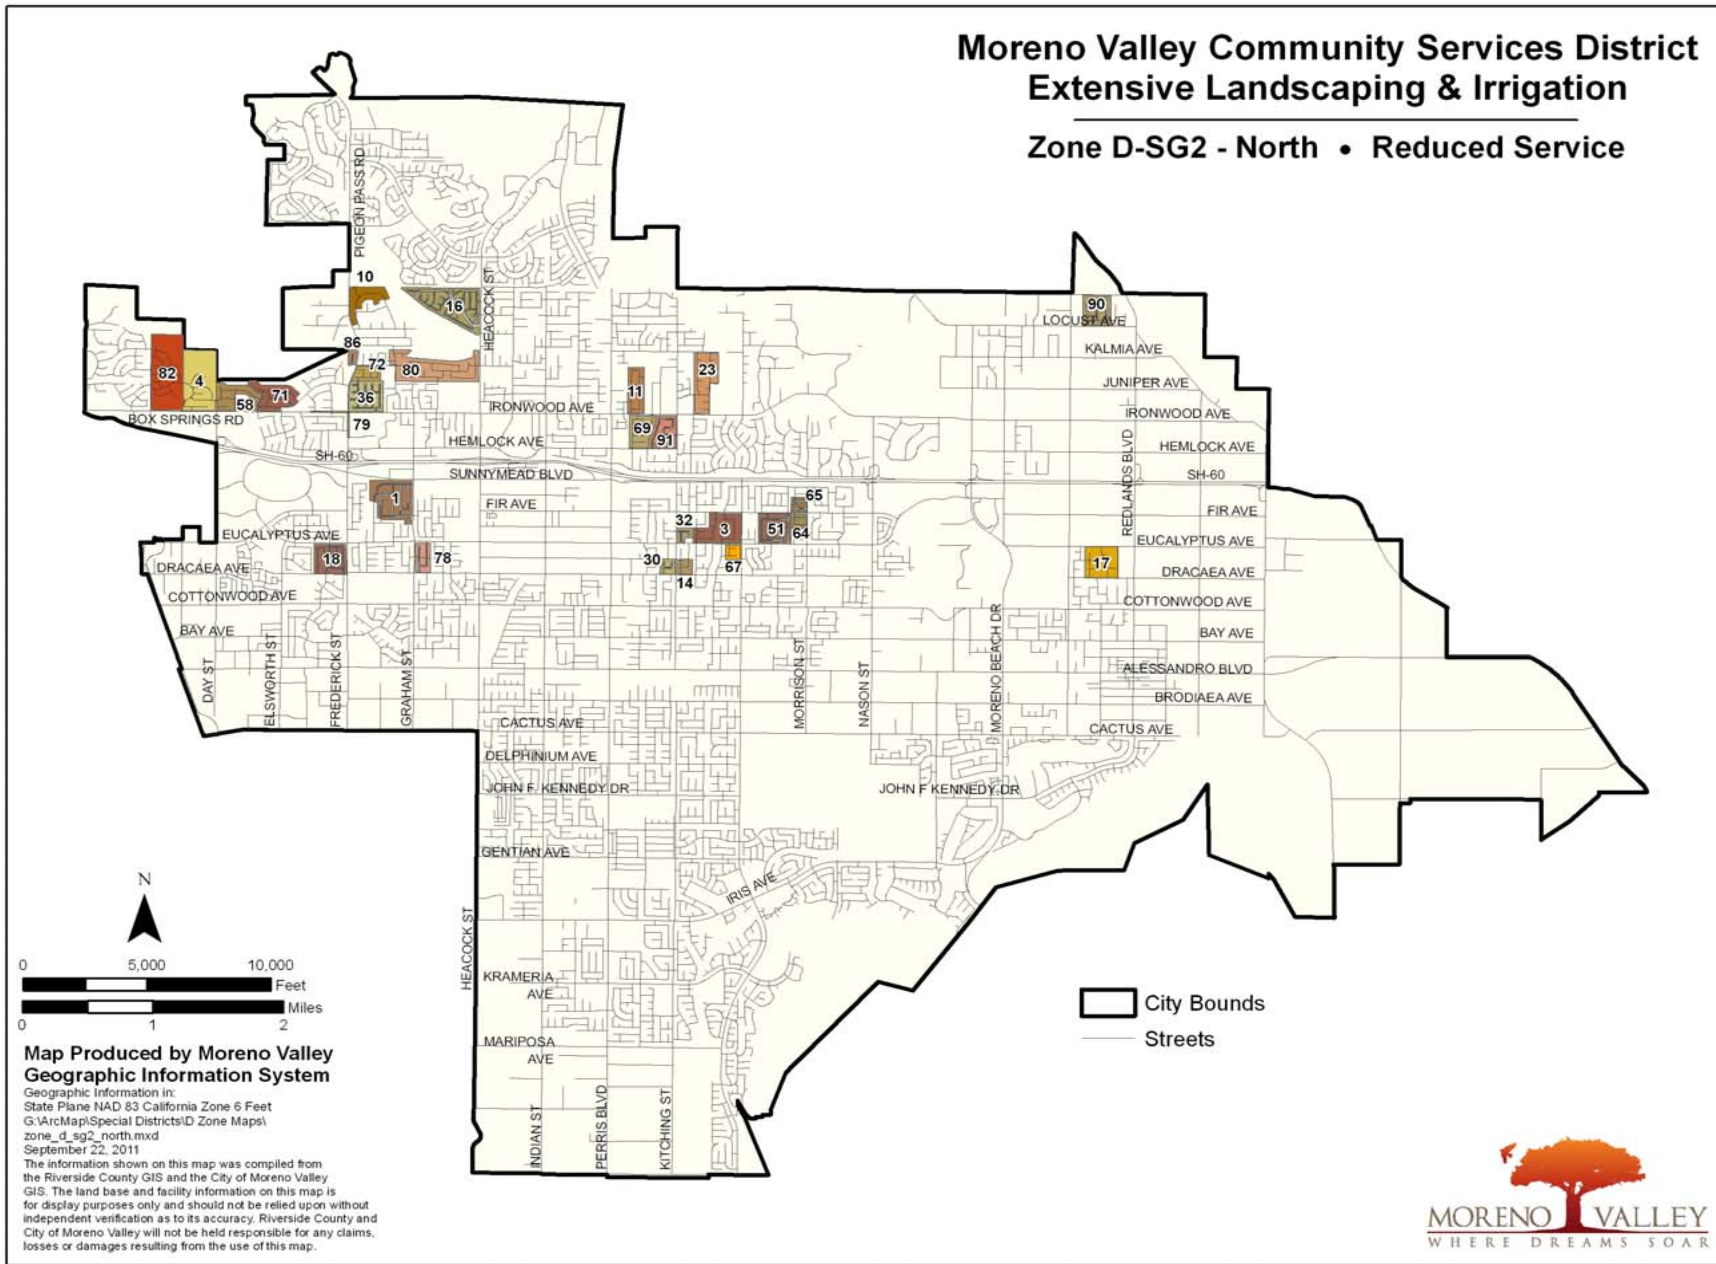 Moreno Valley Community Services District
Extensive Landscaping & Irrigation
Zone D-SG2 - North • Reduced Service
PIGEON PASS RD
10
16
HEACOCK ST
90
LOCUST AVE
86
KALMIA AVE
82
4
72
80
23
58
71
36
11
JUNIPER AVE
BOX SPRINGS RD
79
IRONWOOD AVE
IRONWOOD AVE
69
91
HEMLOCK AVE
HEMLOCK AVE
SH-60
SUNNYMEAD BLVD
SH-60
REDLANDS BLVD
1
FIR AVE
65
FIR AVE
32
3
51
64
EUCALYPTUS AVE
EUCALYPTUS AVE
18
78
30
14
67
17
DRACAEA AVE
DRACAEA AVE
COTTONWOOD AVE
COTTONWOOD AVE
BAY AVE
BAY AVE
DAY ST
ELSWORTH ST
FREDERICK ST
GRAHAM ST
MORRISON ST
NASON ST
MORENO BEACH DR
ALESSANDRO BLVD
BRODIAEA AVE
CACTUS AVE
CACTUS AVE
DELPHINIUM AVE
JOHN F. KENNEDY DR
JOHN F KENNEDY DR
GENTIAN AVE
IRIS AVE
HEACOCK ST
KRAMERIA
AVE
MARIPOSA
AVE
INDIAN ST
PERRIS BLVD
KITCHING ST
N
0 5,000 10,000
Feet
Miles
0 1 2
City Bounds
Streets
Map Produced by Moreno Valley
Geographic Information System
Geographic Information in:
State Plane NAD 83 California Zone 6 Feet
G:\ArcMap\Special Districts\D Zone Maps\
zone_d_sg2_north.mxd
September 22, 2011
The information shown on this map was compiled from
the Riverside County GIS and the City of Moreno Valley
GIS. The land base and facility information on this map is
for display purposes only and should not be relied upon without
independent verification as to its accuracy. Riverside County and
City of Moreno Valley will not be held responsible for any claims,
losses or damages resulting from the use of this map.
MORENO VALLEY
WHERE DREAMS SOAR